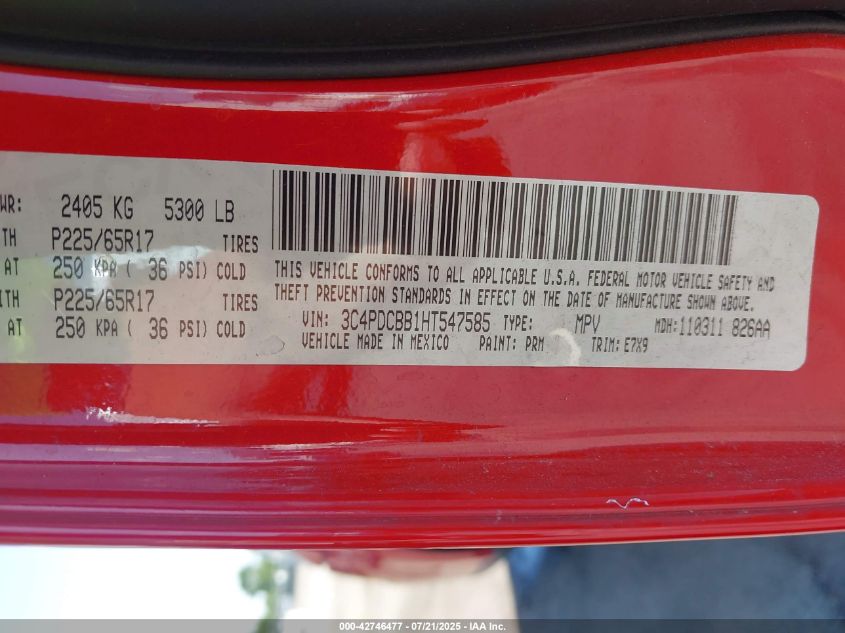 WR: 2405 KG 5300 LB
TH P225/65R17 TIRES
AT 250 KPA ( 36 PSI) COLD
ITH P225/65R17 TIRES
AT 250 KPA ( 36 PSI) COLD
THIS VEHICLE CONFORMS TO ALL APPLICABLE U.S.A. FEDERAL MOTOR VEHICLE SAFETY AND
THEFT PREVENTION STANDARDS IN EFFECT ON THE DATE OF MANUFACTURE SHOWN ABOVE.
VIN: 3C4PDCBB1HT547585 TYPE: MPV MDH:110311 826AA
VEHICLE MADE IN MEXICO PAINT: PRM TRIM: E7X9
000-42746477 - 07/21/2025 - IAA Inc.